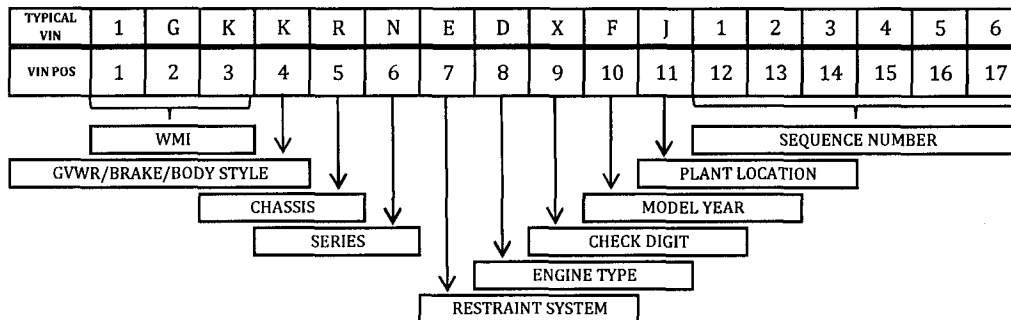 TYPICAL VIN 1 G K K R N E D X F J 1 2 3 4 5 6
VIN POS 1 2 3 4 5 6 7 8 9 10 11 12 13 14 15 16 17
WMI SEQUENCE NUMBER
GVWR/BRAKE/BODY STYLE PLANT LOCATION
CHASSIS MODEL YEAR
SERIES CHECK DIGIT
ENGINE TYPE
RESTRAINT SYSTEM